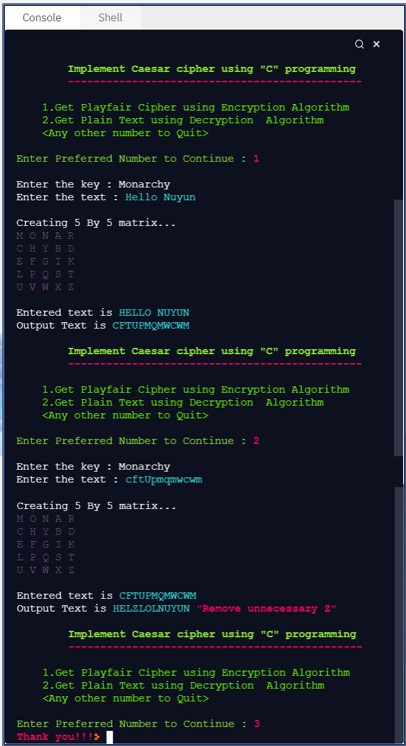 Console Shell
Implement Caesar cipher using "C" programming
-----------------------------------------------
1.Get Playfair Cipher using Encryption Algorithm
2.Get Plain Text using Decryption  Algorithm
<Any other number to Quit>
Enter Preferred Number to Continue : 1
Enter the key : Monarchy
Enter the text : Hello Nuyun
Creating 5 By 5 matrix...
M O N A R
C H Y B D
E F G I K
L P Q S T
U V W X Z
Entered text is HELLO NUYUN
Output Text is CFTUPMQMWCWM
Implement Caesar cipher using "C" programming
-----------------------------------------------
1.Get Playfair Cipher using Encryption Algorithm
2.Get Plain Text using Decryption  Algorithm
<Any other number to Quit>
Enter Preferred Number to Continue : 2
Enter the key : Monarchy
Enter the text : cftUpmqmwcwm
Creating 5 By 5 matrix...
M O N A R
C H Y B D
E F G I K
L P Q S T
U V W X Z
Entered text is CFTUPMQMWCWM
Output Text is HELZLOLNUYUN "Remove unnecessary Z"
Implement Caesar cipher using "C" programming
-----------------------------------------------
1.Get Playfair Cipher using Encryption Algorithm
2.Get Plain Text using Decryption  Algorithm
<Any other number to Quit>
Enter Preferred Number to Continue : 3
Thank you!!!>